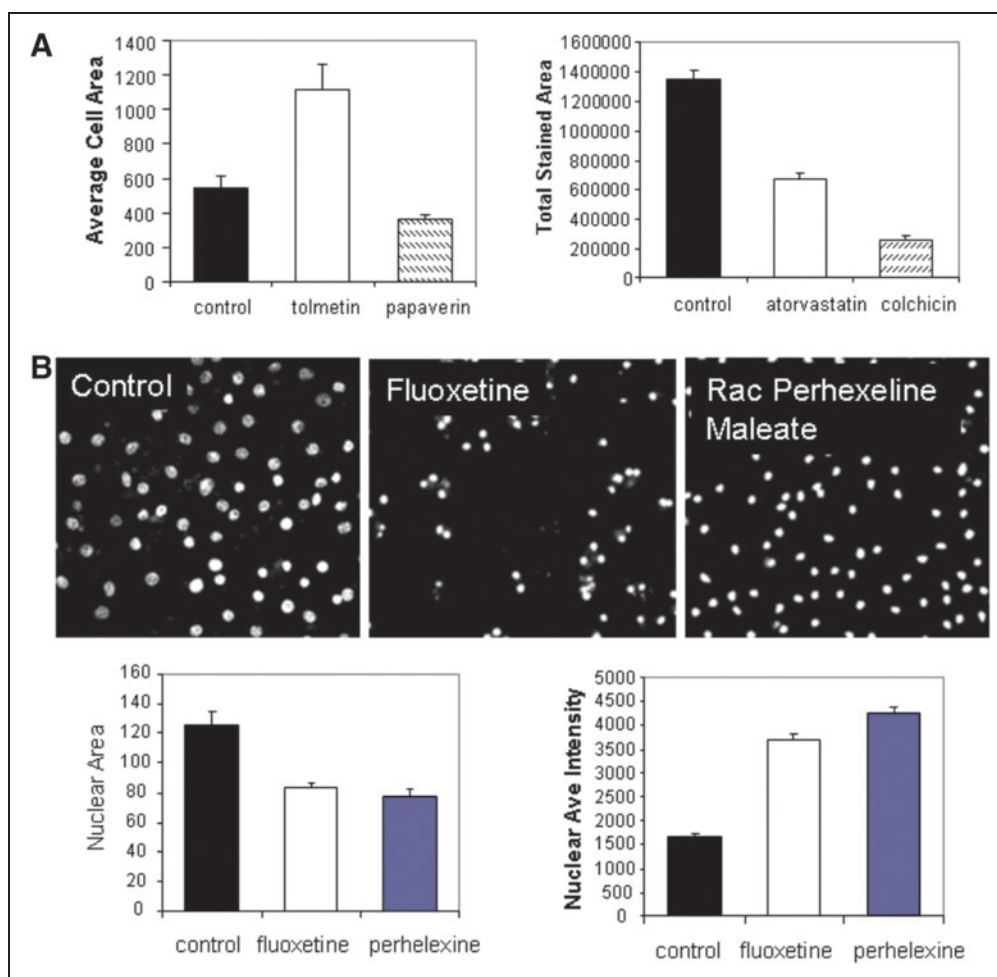 A
Average Cell Area
1400
1200
1000
800
600
400
200
0
control tolmetin papaverin
Total Stained Area
1600000
1400000
1200000
1000000
800000
600000
400000
200000
0
control atorvastatin colchicin
B
Control
Fluoxetine
Rac Perhexeline
Maleate
Nuclear Area
160
140
120
100
80
60
40
20
0
control fluoxetine perhelexine
Nuclear Ave Intensity
5000
4500
4000
3500
3000
2500
2000
1500
1000
500
0
control fluoxetine perhelexine